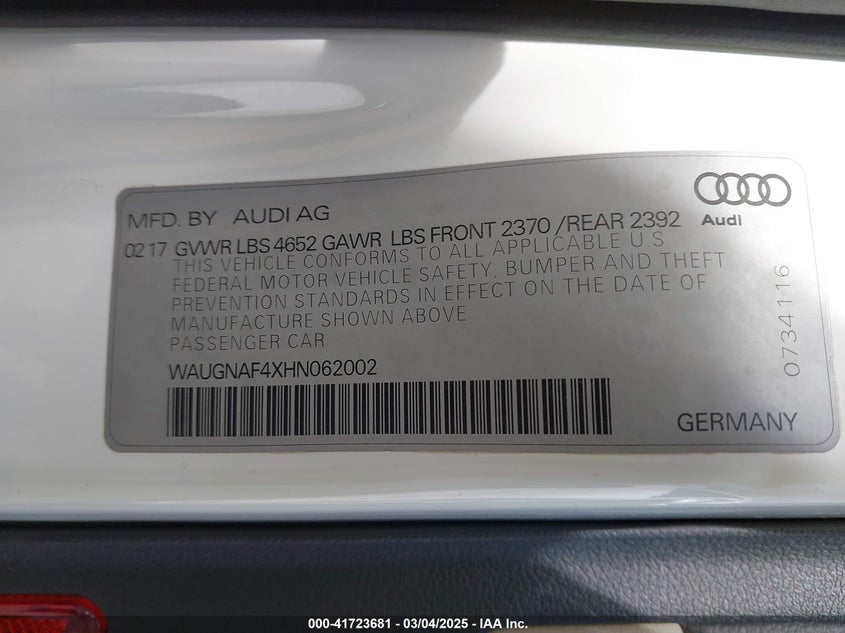 MFD. BY AUDI AG
Audi
02 17 GVWR LBS 4652 GAWR LBS FRONT 2370 /REAR 2392
THIS VEHICLE CONFORMS TO ALL APPLICABLE U.S.
FEDERAL MOTOR VEHICLE SAFETY, BUMPER AND THEFT
PREVENTION STANDARDS IN EFFECT ON THE DATE OF
MANUFACTURE SHOWN ABOVE
PASSENGER CAR
WAUGNAF4XHN062002
0734116
GERMANY
000-41723681 - 03/04/2025 - IAA Inc.